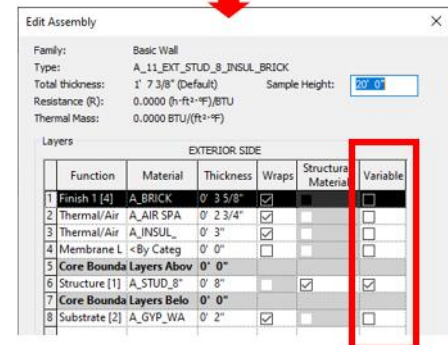 Edit Assembly
Family: Basic Wall
Type: A_11_EXT_STUD_8_INSUL_BRICK
Total thickness: 1' 7 3/8" (Default) Sample Height: 20' 0"
Resistance (R): 0.0000 (h·ft²·°F)/BTU
Thermal Mass: 0.0000 BTU/(ft²·°F)
Layers
EXTERIOR SIDE
Function Material Thickness Wraps Structural Material Variable
1 Finish 1 [4] A_BRICK 0' 3 5/8"
2 Thermal/Air A_AIR SPA 0' 2 3/4"
3 Thermal/Air A_INSUL_ 0' 3"
4 Membrane L <By Categ 0' 0"
5 Core Bounda Layers Abov 0' 0"
6 Structure [1] A_STUD_8" 0' 8"
7 Core Bounda Layers Belo 0' 0"
8 Substrate [2] A_GYP_WA 0' 2"